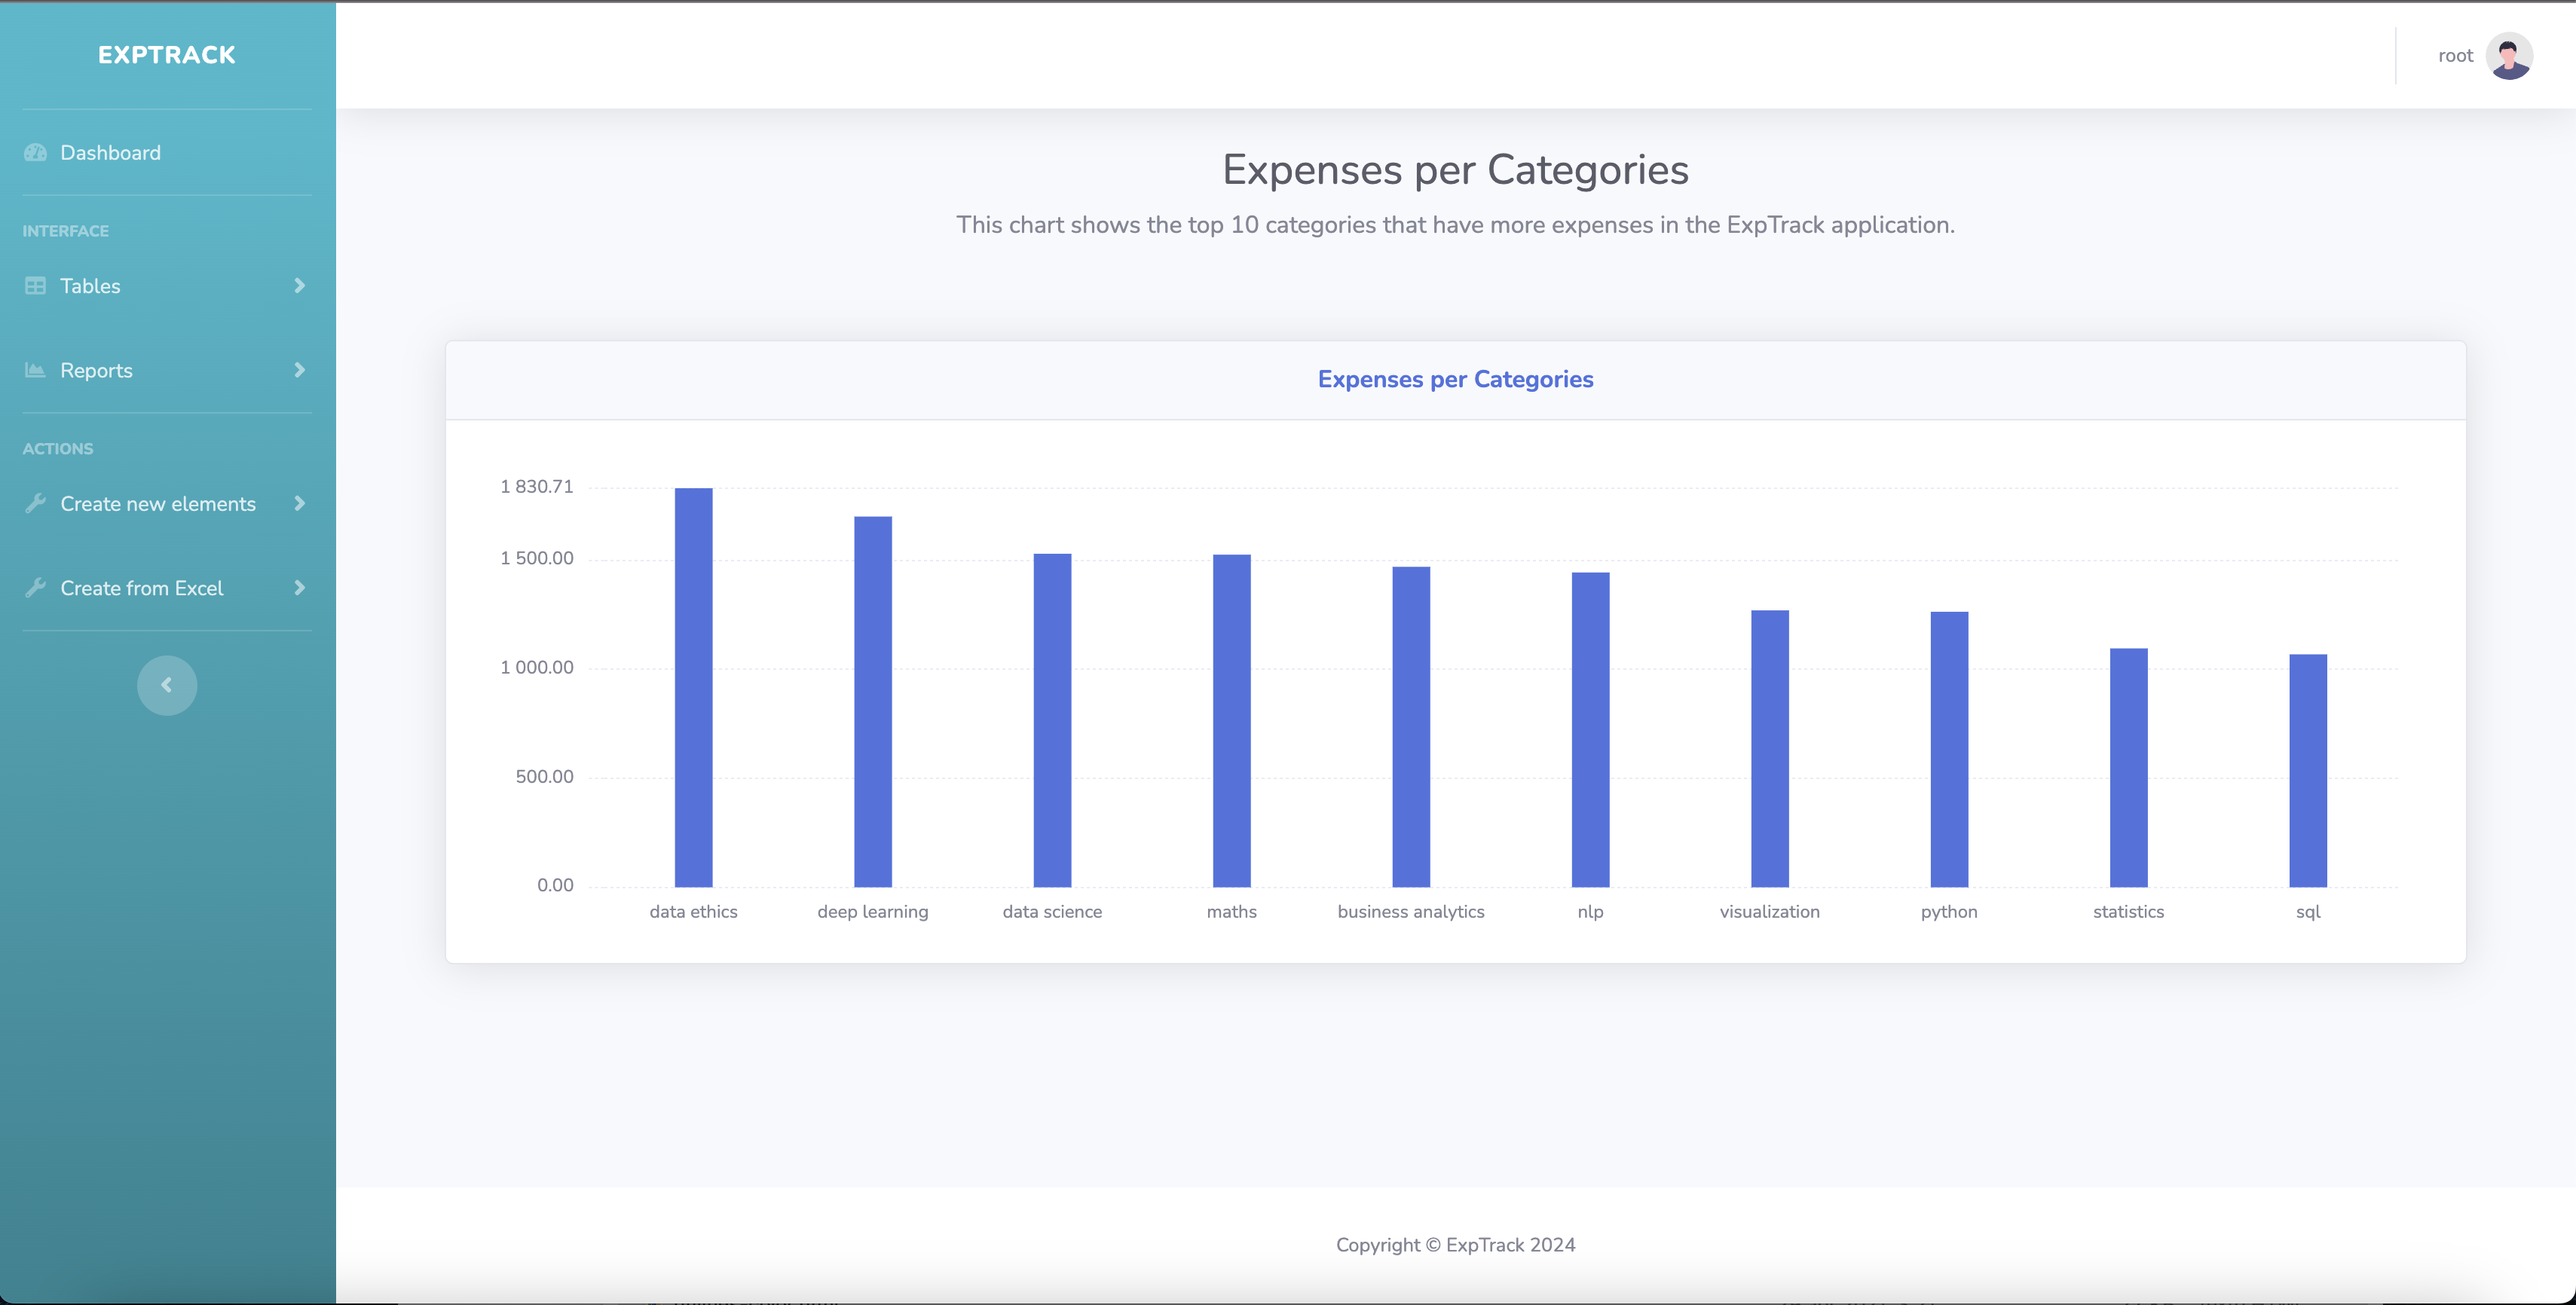 EXPTRACK
root
Dashboard
INTERFACE
Tables
Reports
ACTIONS
Create new elements
Create from Excel
Expenses per Categories
This chart shows the top 10 categories that have more expenses in the ExpTrack application.
Expenses per Categories
1 830.71
1 500.00
1 000.00
500.00
0.00
data ethics deep learning data science maths business analytics nlp visualization python statistics sql
Copyright © ExpTrack 2024